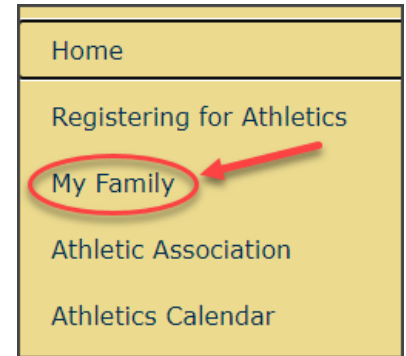 Home
Registering for Athletics
My Family
Athletic Association
Athletics Calendar